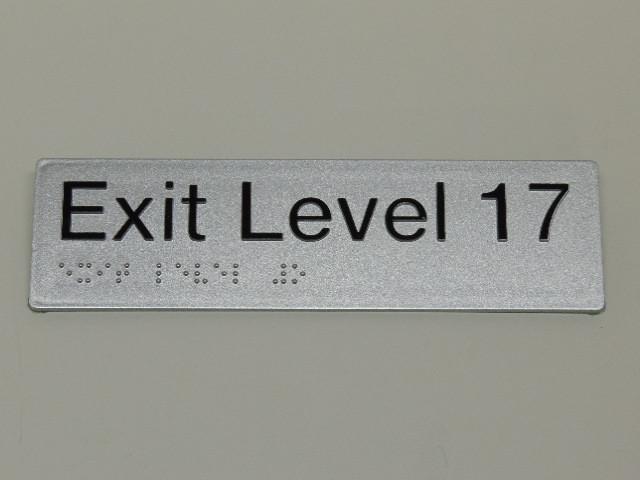 Exit Level 17
⠑⠭⠊⠞ ⠇⠑⠧⠑⠇ ⠼⠁⠛